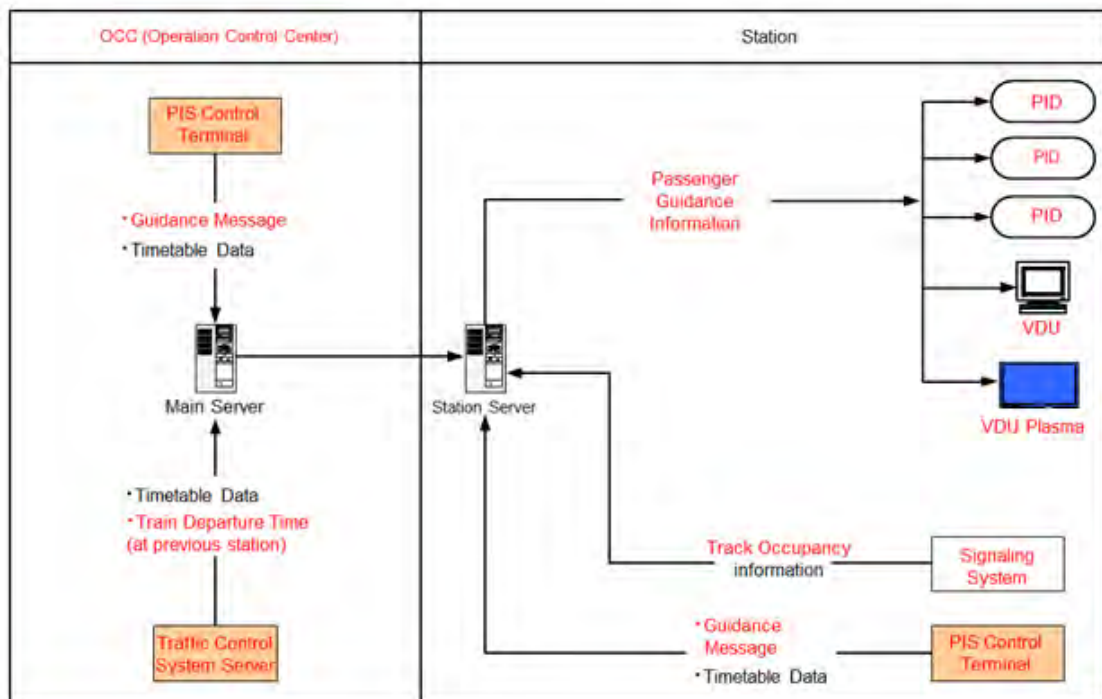 OCC (Operation Control Center)
Station
PIS Control
Terminal
・Guidance Message
・Timetable Data
Main Server
・Timetable Data
・Train Departure Time
(at previous station)
Traffic Control
System Server
Passenger
Guidance
Information
PID
PID
PID
VDU
VDU Plasma
Station Server
Track Occupancy
information
Signaling
System
・Guidance
Message
・Timetable Data
PIS Control
Terminal